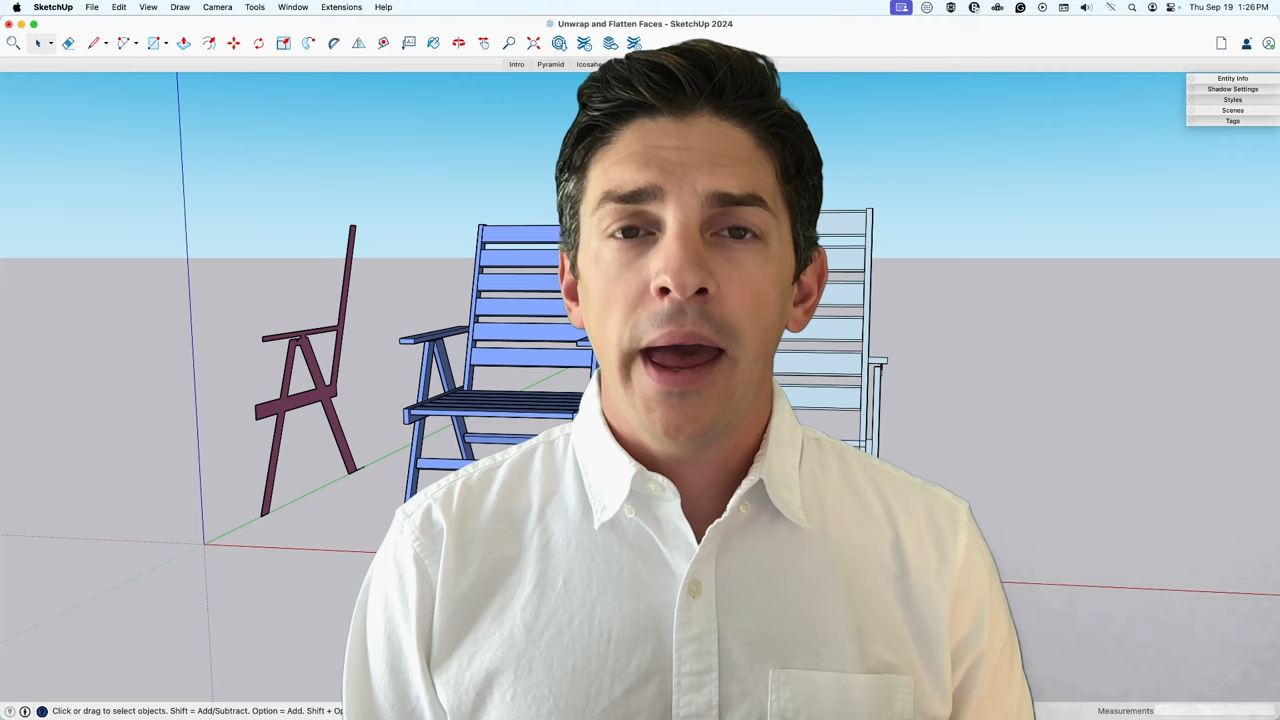 SketchUp File Edit View Draw Camera Tools Window Extensions Help
Thu Sep 19 1:26 PM
Unwrap and Flatten Faces - SketchUp 2024
Intro Pyramid
Entity Info
Shadow Settings
Styles
Scenes
Tags
Click or drag to select objects. Shift = Add/Subtract. Option = Add. Shift +
Measurements